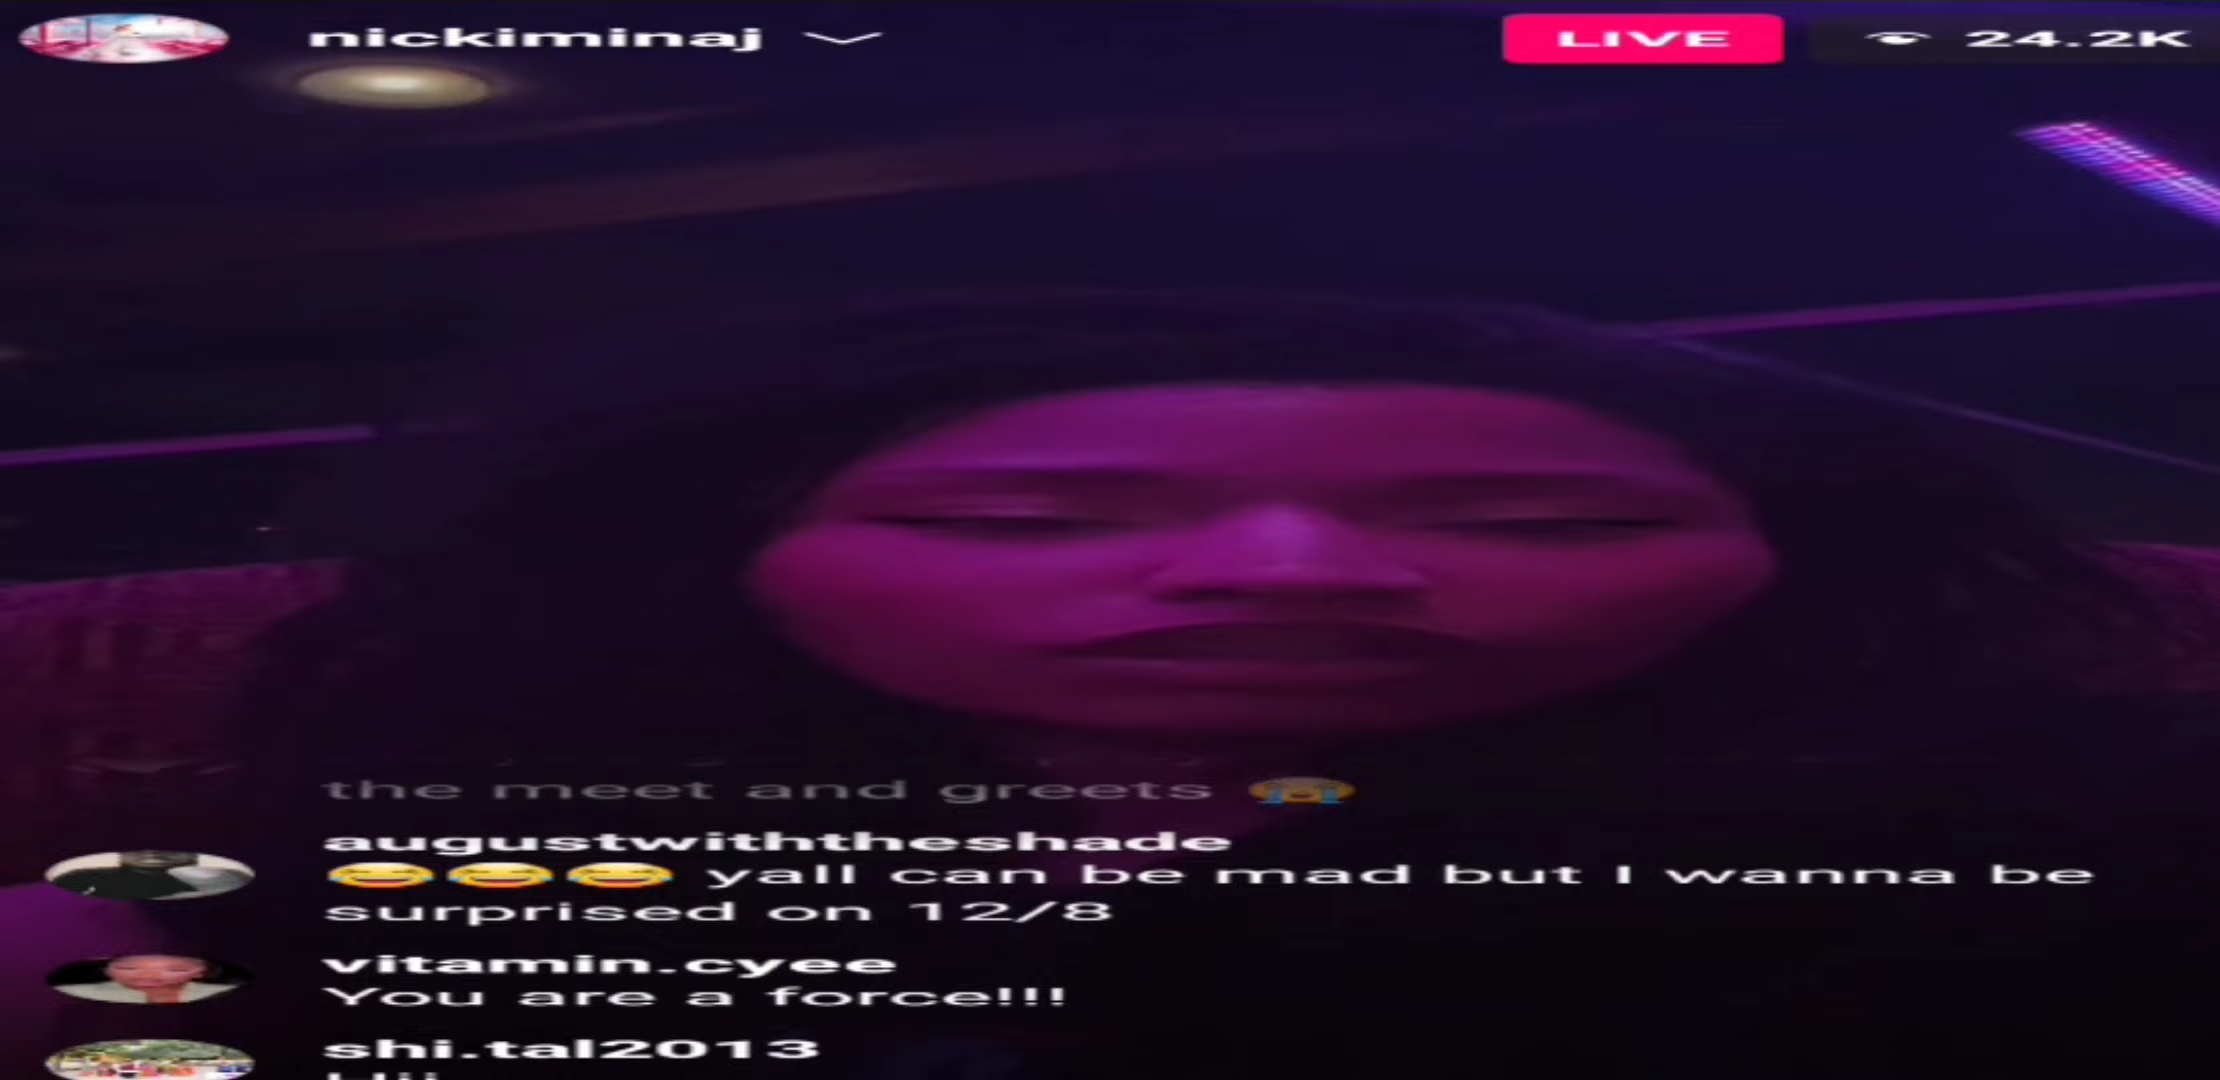 nickiminaj
LIVE 24.2K
the meet and greets 😭
augustwiththeshade
😂😂😂 yall can be mad but I wanna be
surprised on 12/8
vitamin.cyee
You are a force!!!
shi.tal2013